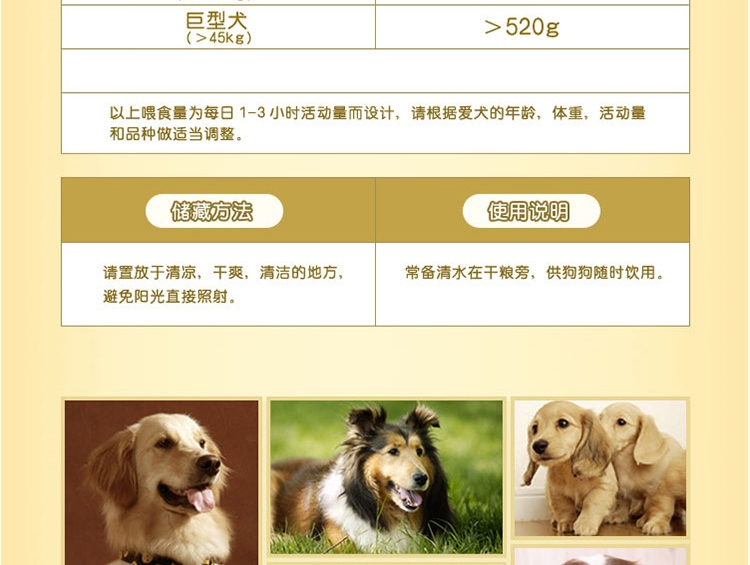 巨型犬
(＞45kg)
＞520g
以上喂食量为每日 1-3 小时活动量而设计，请根据爱犬的年龄，体重，活动量
和品种做适当调整。
储藏方法
使用说明
请置放于清凉，干爽，清洁的地方，
避免阳光直接照射。
常备清水在干粮旁，供狗狗随时饮用。